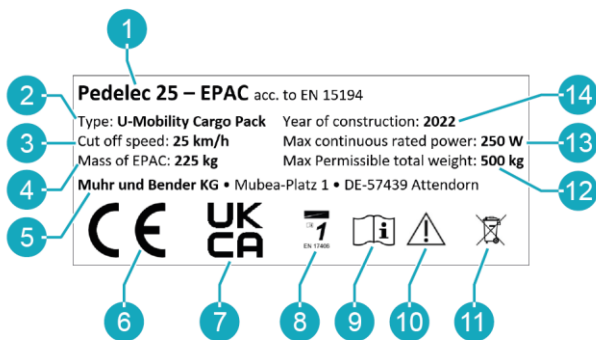 1
Pedelec 25 – EPAC acc. to EN 15194
2 14
Type: U-Mobility Cargo Pack Year of construction: 2022
3 Cut off speed: 25 km/h Max continuous rated power: 250 W 13
Mass of EPAC: 225 kg Max Permissible total weight: 500 kg
4 12
Muhr und Bender KG • Mubea-Platz 1 • DE-57439 Attendorn
5
CE UK
CA
1
EN 17406
i
6 7 8 9 10 11